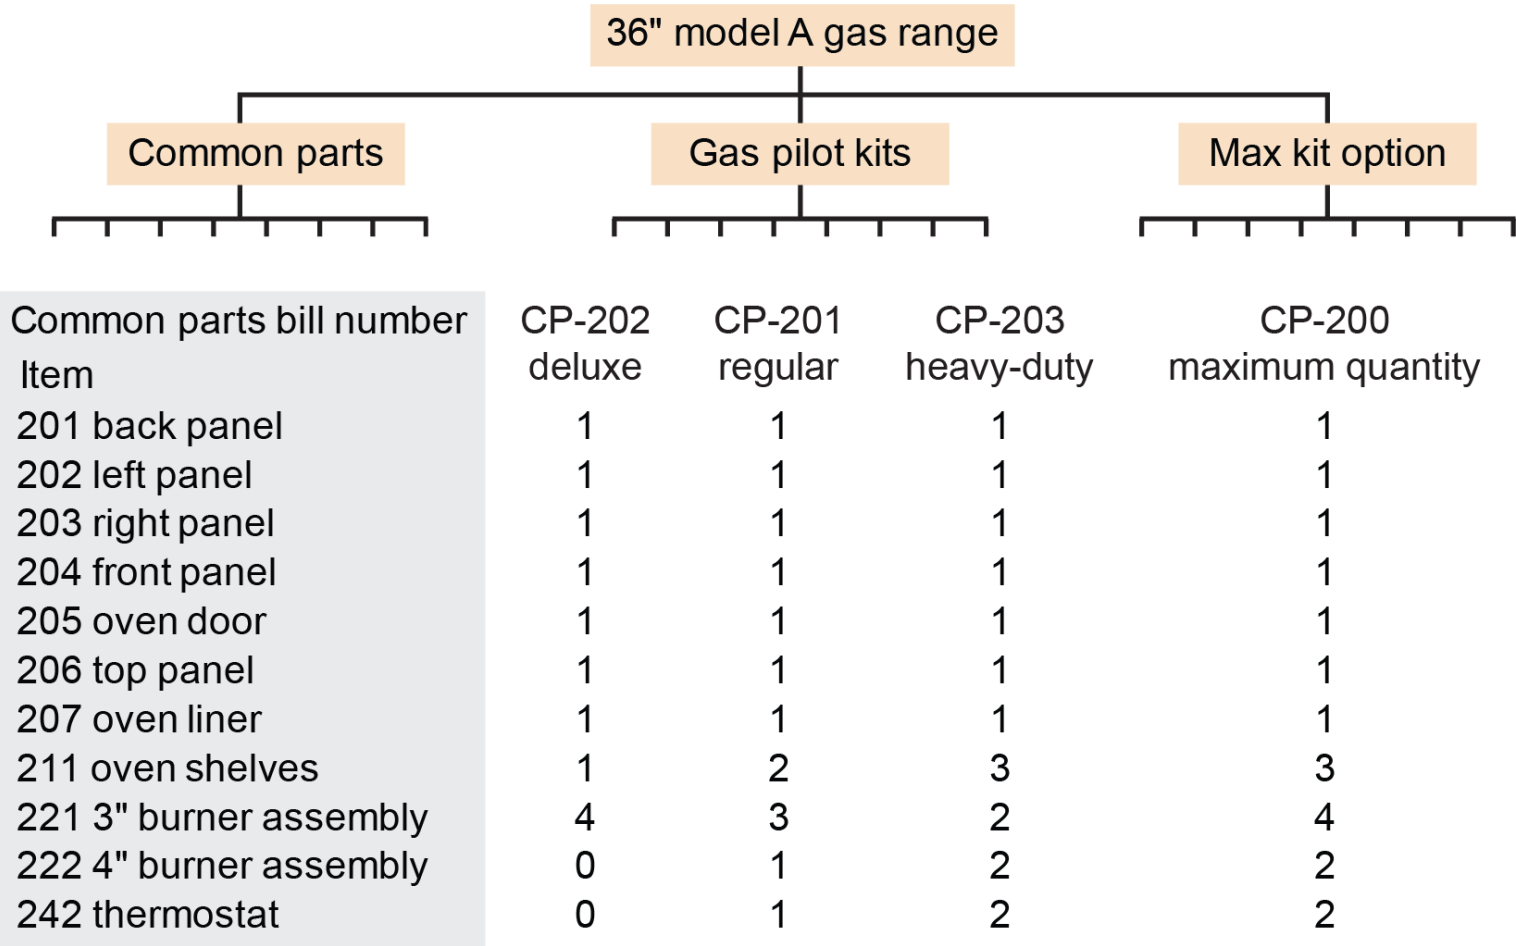 36" model A gas range
Common parts Gas pilot kits Max kit option
Common parts bill number CP-202 CP-201 CP-203 CP-200
Item deluxe regular heavy-duty maximum quantity
201 back panel 1 1 1 1
202 left panel 1 1 1 1
203 right panel 1 1 1 1
204 front panel 1 1 1 1
205 oven door 1 1 1 1
206 top panel 1 1 1 1
207 oven liner 1 1 1 1
211 oven shelves 1 2 3 3
221 3" burner assembly 4 3 2 4
222 4" burner assembly 0 1 2 2
242 thermostat 0 1 2 2